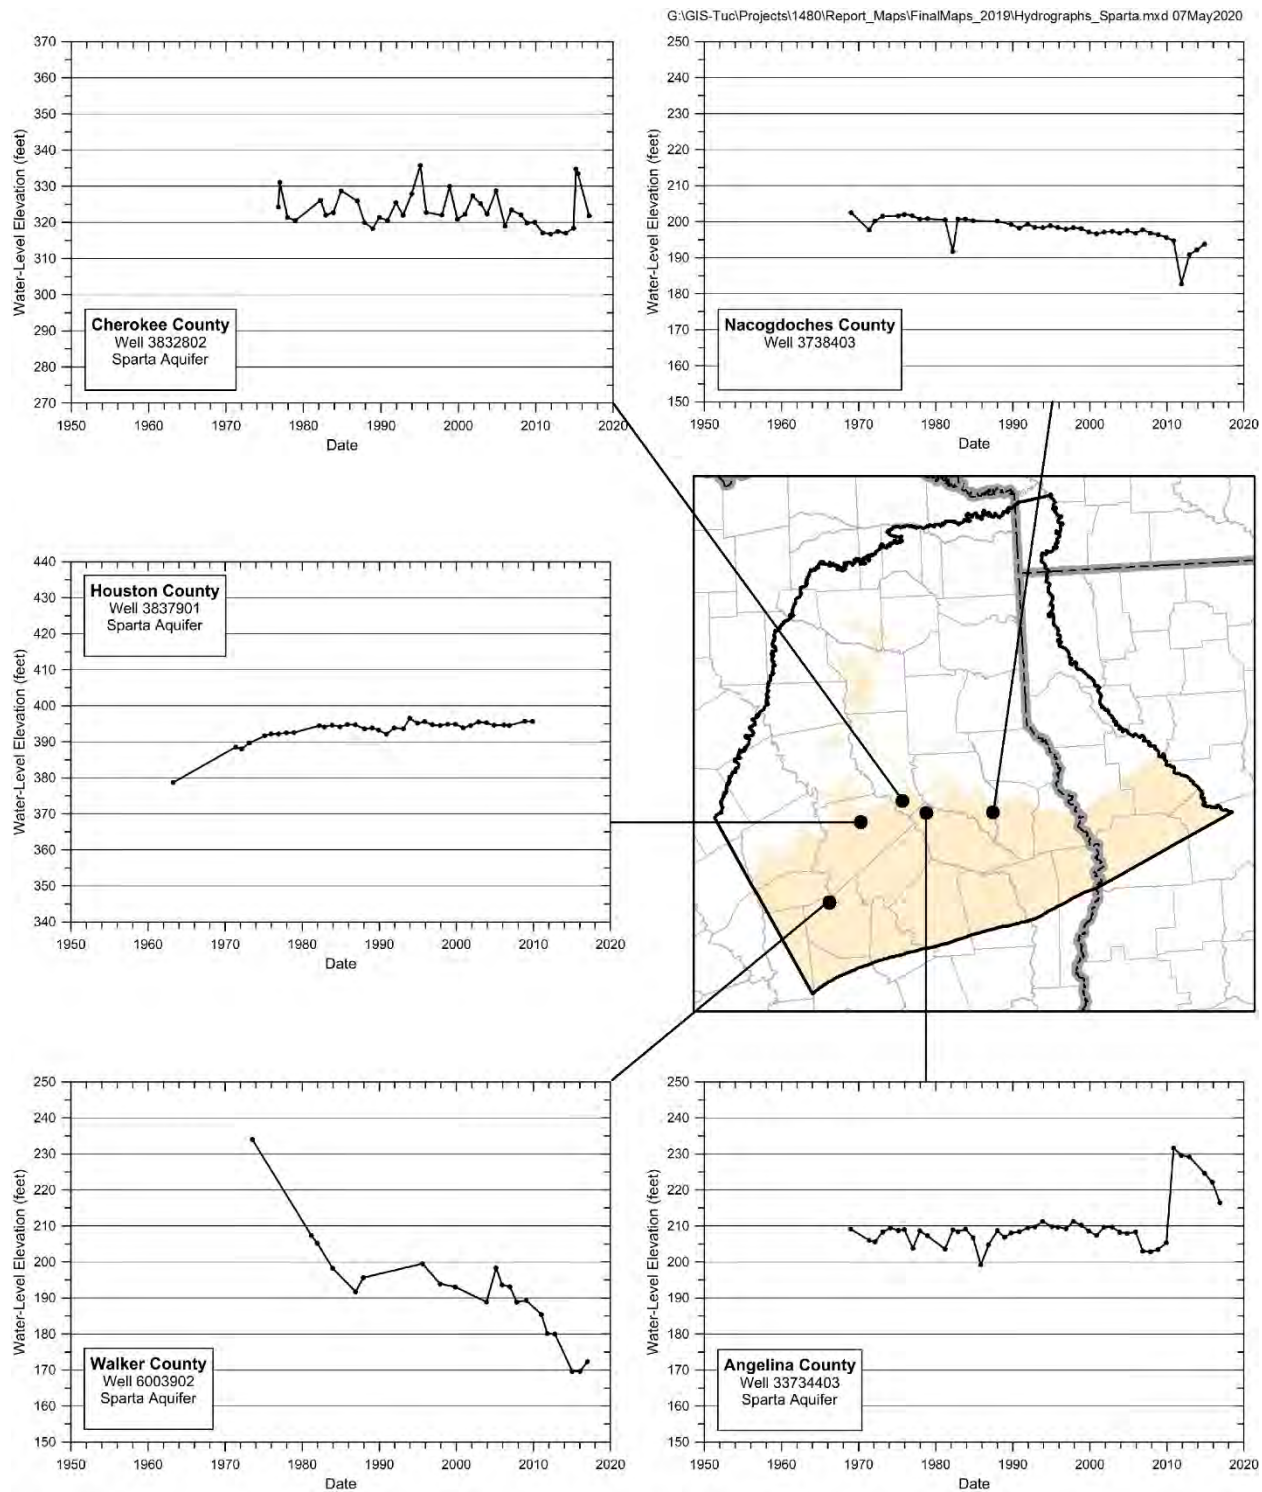 G:\GIS-Tuc\Projects\1480\Report_Maps\FinalMaps_2019\Hydrographs_Sparta.mxd 07May2020
Water-Level Elevation (feet)
370
360
350
340
330
320
310
300
290
280
270
Cherokee County
Well 3832802
Sparta Aquifer
1950 1960 1970 1980 1990 2000 2010 2020
Date
Water-Level Elevation (feet)
250
240
230
220
210
200
190
180
170
160
150
Nacogdoches County
Well 3738403
1950 1960 1970 1980 1990 2000 2010 2020
Date
Water-Level Elevation (feet)
440
430
420
410
400
390
380
370
360
350
340
Houston County
Well 3837901
Sparta Aquifer
1950 1960 1970 1980 1990 2000 2010 2020
Date
Water-Level Elevation (feet)
250
240
230
220
210
200
190
180
170
160
150
Walker County
Well 6003902
Sparta Aquifer
1950 1960 1970 1980 1990 2000 2010 2020
Date
Water-Level Elevation (feet)
250
240
230
220
210
200
190
180
170
160
150
Angelina County
Well 33734403
Sparta Aquifer
1950 1960 1970 1980 1990 2000 2010 2020
Date